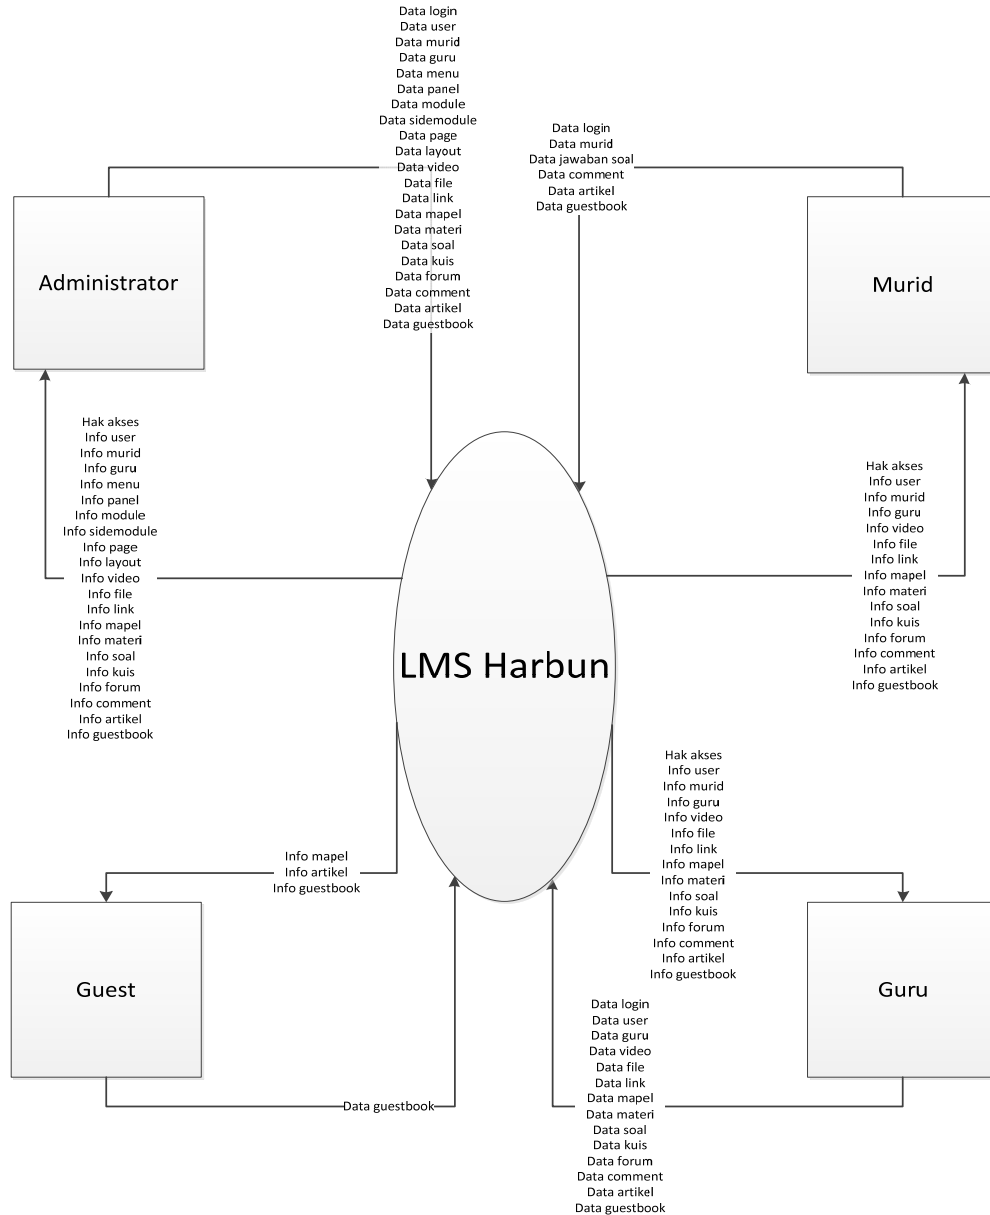 Data login
Data user
Data murid
Data guru
Data menu
Data panel
Data module
Data sidemodule
Data page
Data layout
Data video
Data file
Data link
Data mapel
Data materi
Data soal
Data kuis
Data forum
Data comment
Data artikel
Data guestbook
Data login
Data murid
Data jawaban soal
Data comment
Data artikel
Data guestbook
Administrator
Murid
Hak akses
Info user
Info murid
Info guru
Info menu
Info panel
Info module
Info sidemodule
Info page
Info layout
Info video
Info file
Info link
Info mapel
Info materi
Info soal
Info kuis
Info forum
Info comment
Info artikel
Info guestbook
Hak akses
Info user
Info murid
Info guru
Info video
Info file
Info link
Info mapel
Info materi
Info soal
Info kuis
Info forum
Info comment
Info artikel
Info guestbook
LMS Harbun
Hak akses
Info user
Info murid
Info guru
Info video
Info file
Info link
Info mapel
Info materi
Info soal
Info kuis
Info forum
Info comment
Info artikel
Info guestbook
Info mapel
Info artikel
Info guestbook
Guest
Guru
Data guestbook
Data login
Data user
Data guru
Data video
Data file
Data link
Data mapel
Data materi
Data soal
Data kuis
Data forum
Data comment
Data artikel
Data guestbook